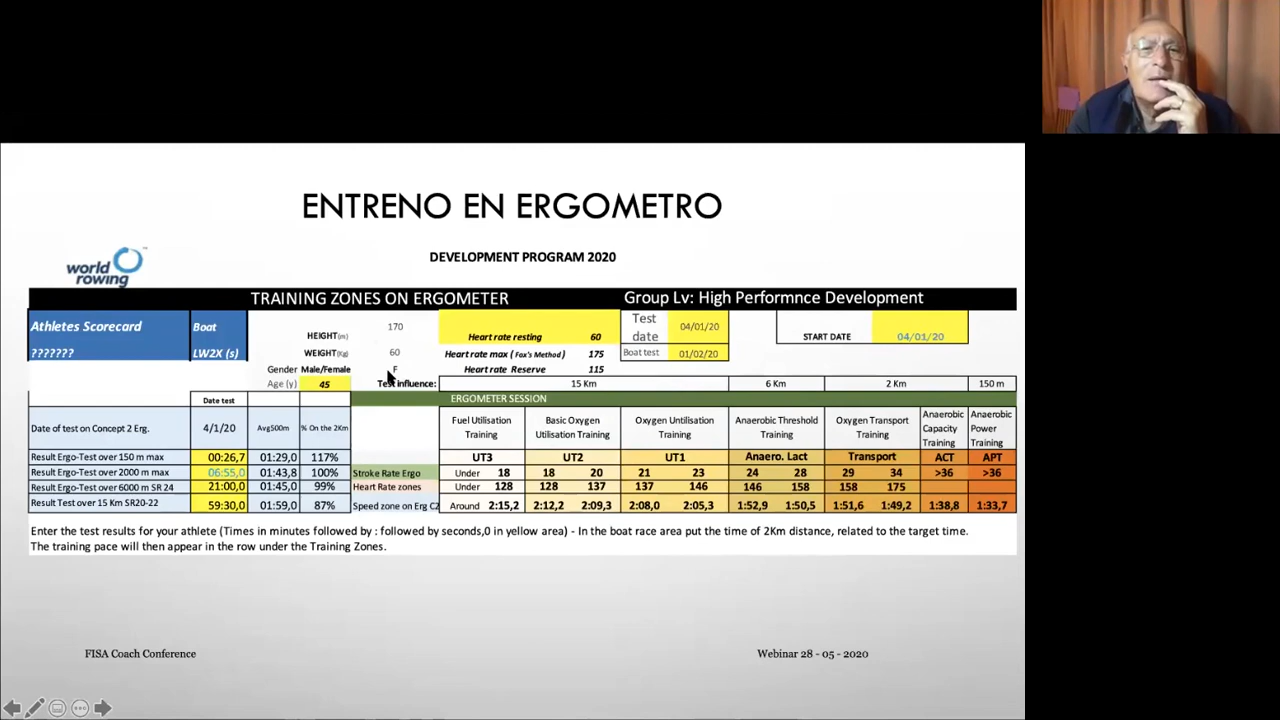 ENTRENO EN ERGOMETRO
DEVELOPMENT PROGRAM 2020
world rowing
TRAINING ZONES ON ERGOMETER Group Lv: High Performnce Development
Athletes Scorecard Boat HEIGHT(m) 170 Heart rate resting 60 Test date 04/01/20 START DATE 04/01/20
??????? LW2X (s) WEIGHT(Kg) 60 Heart rate max ( Fox's Method ) 175 Boat test 01/02/20
Gender Male/Female F Heart rate Reserve 115
Age (y) 45 Test influence: 15 Km 6 Km 2 Km 150 m
Date test ERGOMETER SESSION
Date of test on Concept 2 Erg. 4/1/20 Avg500m % On the 2Km Fuel Utilisation Training Basic Oxygen Utilisation Training Oxygen Untilisation Training Anaerobic Threshold Training Oxygen Transport Training Anaerobic Capacity Training Anaerobic Power Training
Result Ergo-Test over 150 m max 00:26,7 01:29,0 117% UT3 UT2 UT1 Anaero. Lact Transport ACT APT
Result Ergo-Test over 2000 m max 06:55,0 01:43,8 100% Stroke Rate Ergo Under 18 18 20 21 23 24 28 29 34 >36 >36
Result Ergo-Test over 6000 m SR 24 21:00,0 01:45,0 99% Heart Rate zones Under 128 128 137 137 146 146 158 158 175
Result Test over 15 Km SR20-22 59:30,0 01:59,0 87% Speed zone on Erg C2 Around 2:15,2 2:12,2 2:09,3 2:08,0 2:05,3 1:52,9 1:50,5 1:51,6 1:49,2 1:38,8 1:33,7
Enter the test results for your athlete (Times in minutes followed by : followed by seconds,0 in yellow area) - In the boat race area put the time of 2Km distance, related to the target time.
The training pace will then appear in the row under the Training Zones.
FISA Coach Conference Webinar 28 - 05 - 2020